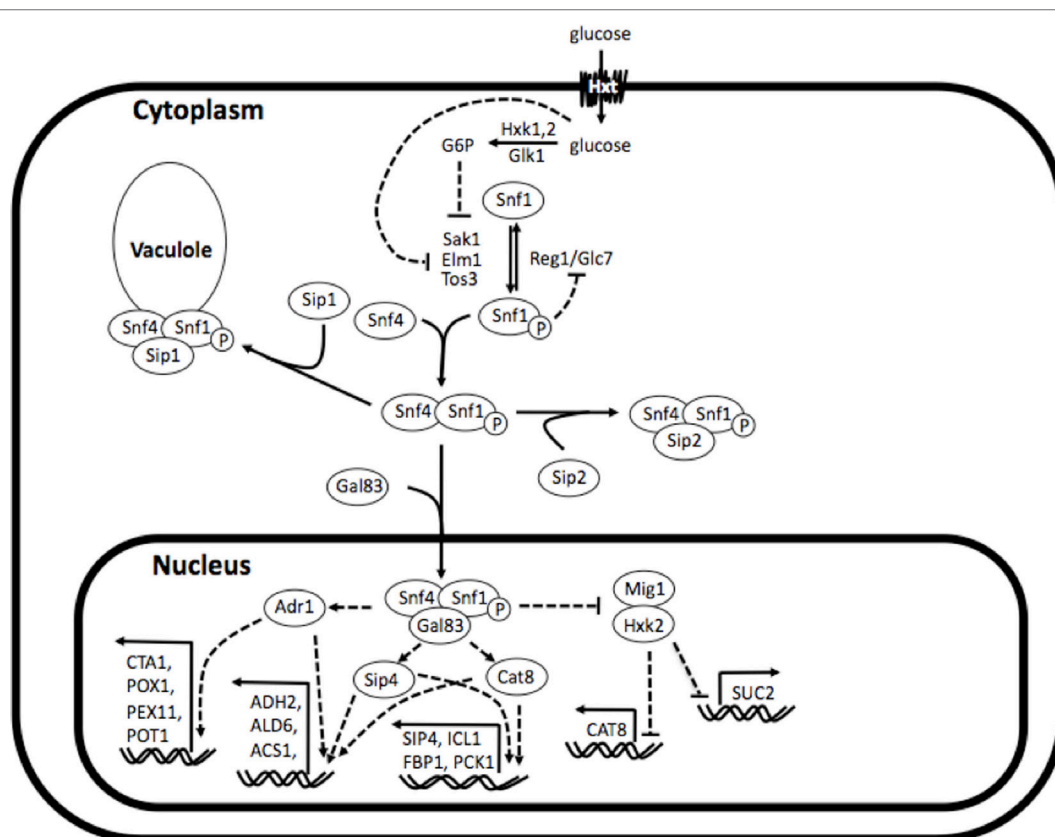 glucose
Hxt
Cytoplasm
Hxk1,2
G6P
glucose
Glk1
Snf1
Vaculole
Sak1
Elm1
Tos3
Reg1/Glc7
Sip1
Snf4
Snf1
P
Snf4
Snf1
P
Sip1
Snf4
Snf1
P
Snf4
Snf1
P
Sip2
Sip2
Gal83
Nucleus
Snf4
Snf1
P
Gal83
Adr1
Mig1
Hxk2
Sip4
Cat8
CTA1,
POX1,
PEX11,
POT1
ADH2,
ALD6,
ACS1,
SIP4, ICL1
FBP1, PCK1
CAT8
SUC2